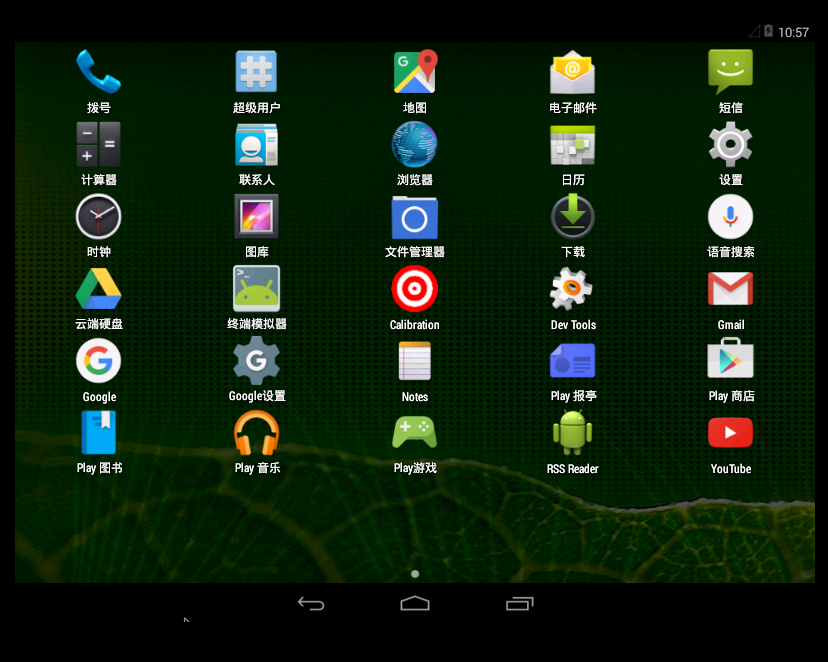 10:57
拨号
超级用户
地图
电子邮件
短信
计算器
联系人
浏览器
日历
设置
时钟
图库
文件管理器
下载
语音搜索
云端硬盘
终端模拟器
Calibration
Dev Tools
Gmail
Google
Google设置
Notes
Play 报亭
Play 商店
Play 图书
Play 音乐
Play游戏
RSS Reader
YouTube